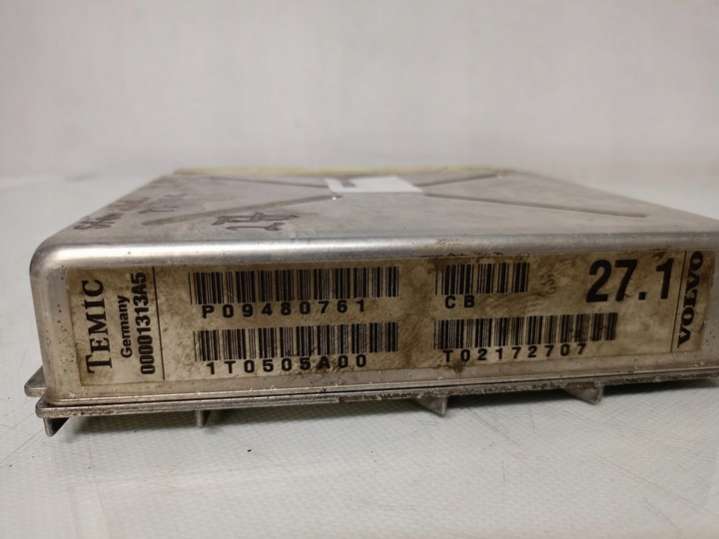 TEMIC
Germany
00001313A5
P09480761
1T0505A00
CB
T02172707
27.1
VOLVO